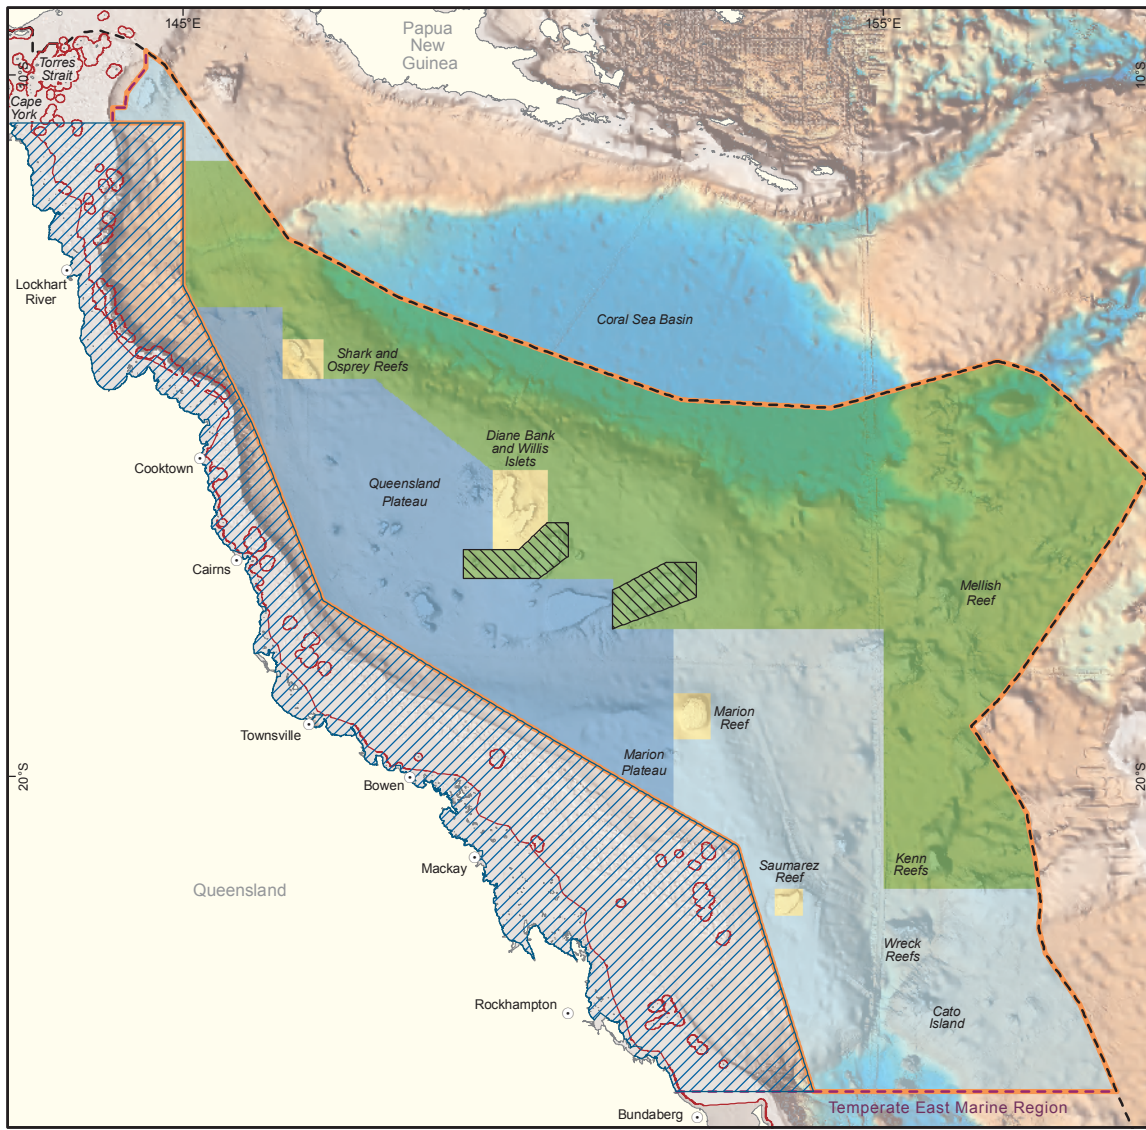 145°E
155°E
Papua
New
Guinea
Torres
Strait
10°S
10°S
Cape
York
Lockhart
River
Coral Sea Basin
Shark and
Osprey Reefs
Diane Bank
and Willis
Islets
Cooktown
Queensland
Plateau
Cairns
Mellish
Reef
Marion
Reef
Townsville
Marion
Plateau
20°S
20°S
Bowen
Mackay
Saumarez
Reef
Kenn
Reefs
Queensland
Wreck
Reefs
Rockhampton
Cato
Island
Temperate East Marine Region
Bundaberg